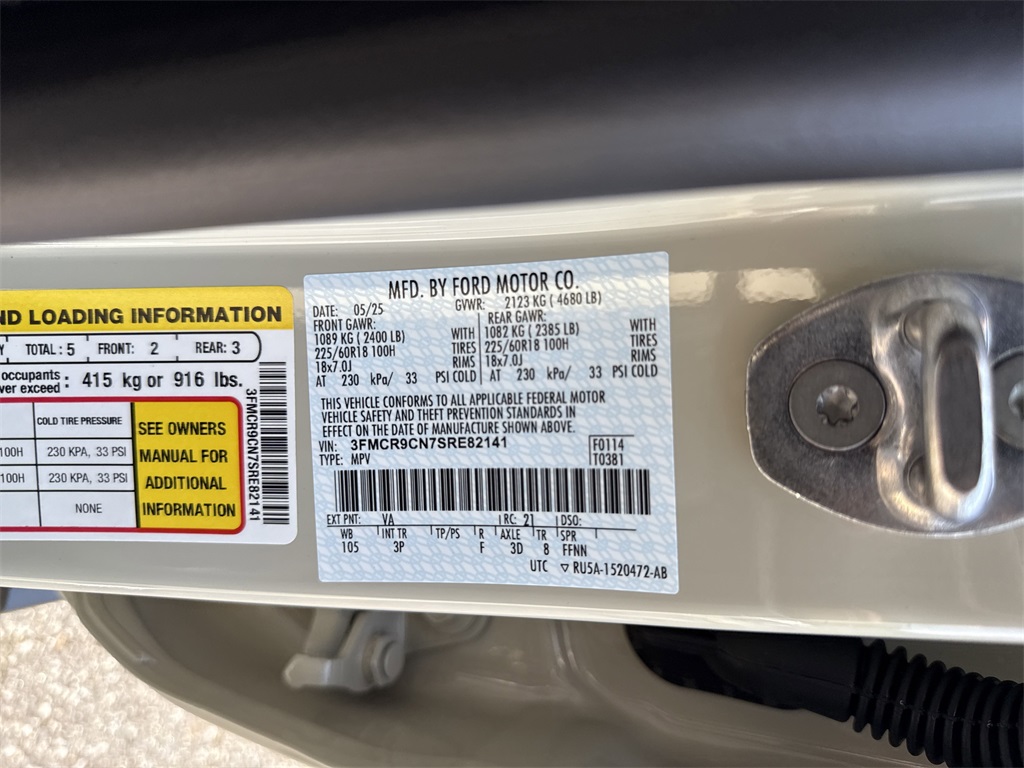 ND LOADING INFORMATION
Y TOTAL: 5 FRONT: 2 REAR: 3
occupants
ver exceed : 415 kg or 916 lbs.
COLD TIRE PRESSURE
100H 230 KPA, 33 PSI
100H 230 KPA, 33 PSI
NONE
SEE OWNERS
MANUAL FOR
ADDITIONAL
INFORMATION
3FMCR9CN7SRE82141
MFD. BY FORD MOTOR CO.
DATE: 05/25 GVWR: 2123 KG ( 4680 LB)
FRONT GAWR: REAR GAWR:
1089 KG ( 2400 LB) WITH 1082 KG ( 2385 LB) WITH
225/60R18 100H TIRES 225/60R18 100H TIRES
18x7.0J RIMS 18x7.0J RIMS
AT 230 kPa/ 33 PSI COLD AT 230 kPa/ 33 PSI COLD
THIS VEHICLE CONFORMS TO ALL APPLICABLE FEDERAL MOTOR
VEHICLE SAFETY AND THEFT PREVENTION STANDARDS IN
EFFECT ON THE DATE OF MANUFACTURE SHOWN ABOVE.
VIN: 3FMCR9CN7SRE82141 F0114
TYPE: MPV T0381
EXT PNT: VA RC: 21 DSO:
WB INT TR TP/PS R AXLE TR SPR
105 3P F 3D 8 FFNN
UTC ▽ RU5A-1520472-AB